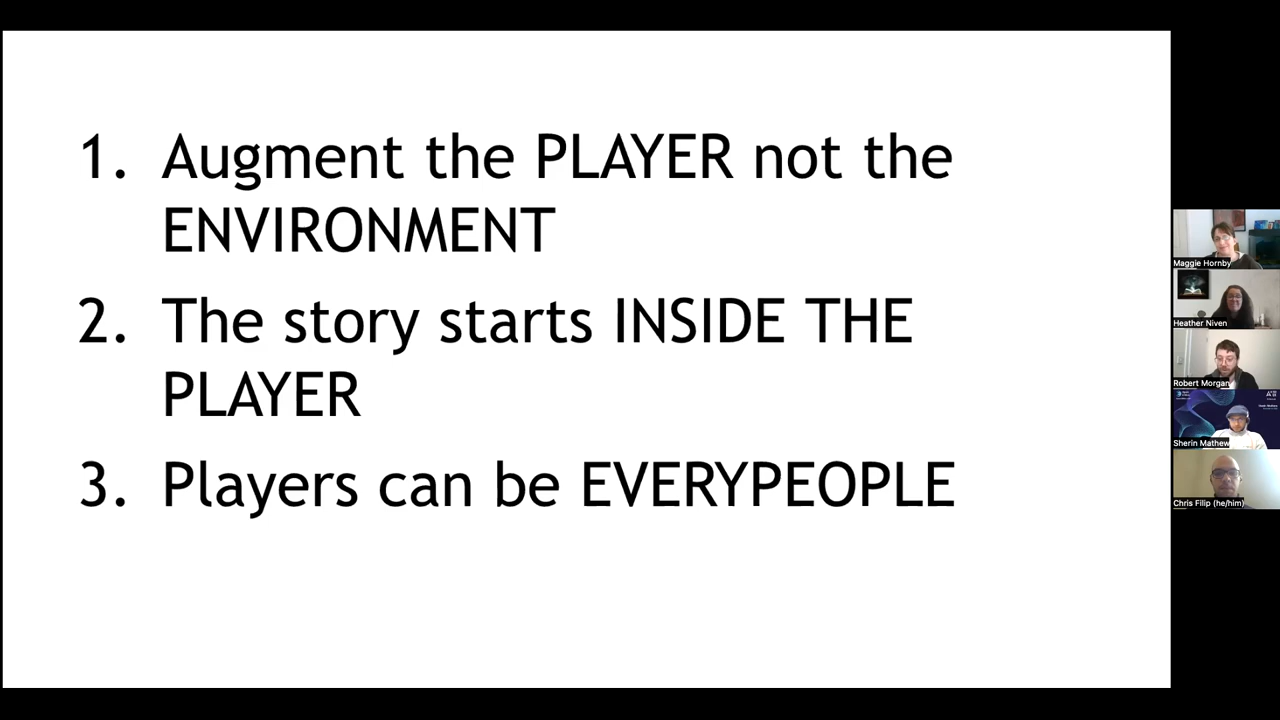 1. Augment the PLAYER not the
ENVIRONMENT
2. The story starts INSIDE THE
PLAYER
3. Players can be EVERYPEOPLE
Maggie Hornby
Heather Niven
Robert Morgan
Sherin Mathew
Chris Filip (he/him)